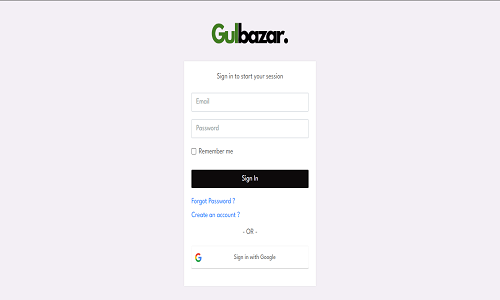 Gulbazar.
Sign in to start your session
Email
Password
Remember me
Sign In
Forgot Password ?
Create an account ?
- OR -
Sign in with Google